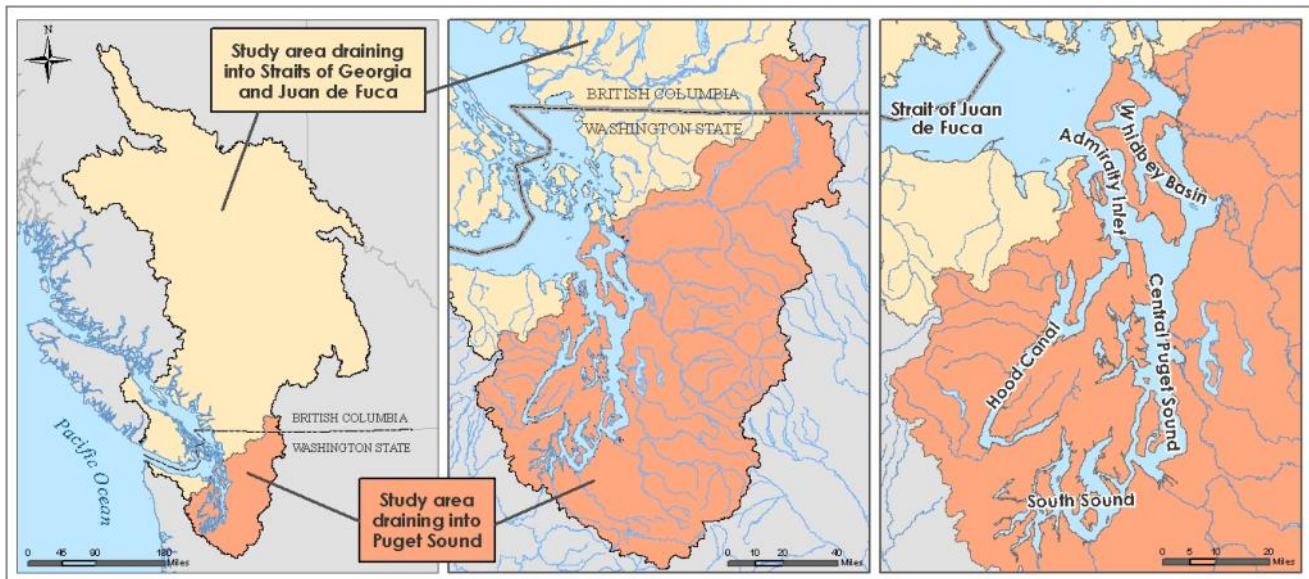 N
Study area draining
into Straits of Georgia
and Juan de Fuca
BRITISH COLUMBIA
WASHINGTON STATE
Pacific Ocean
0 45 90 180
Miles
Study area
draining into
Puget Sound
BRITISH COLUMBIA
WASHINGTON STATE
0 10 20 40
Miles
Strait of Juan
de Fuca
Whidbey Basin
Admiralty Inlet
Central Puget Sound
Hood Canal
South Sound
0 5 10 20
Miles